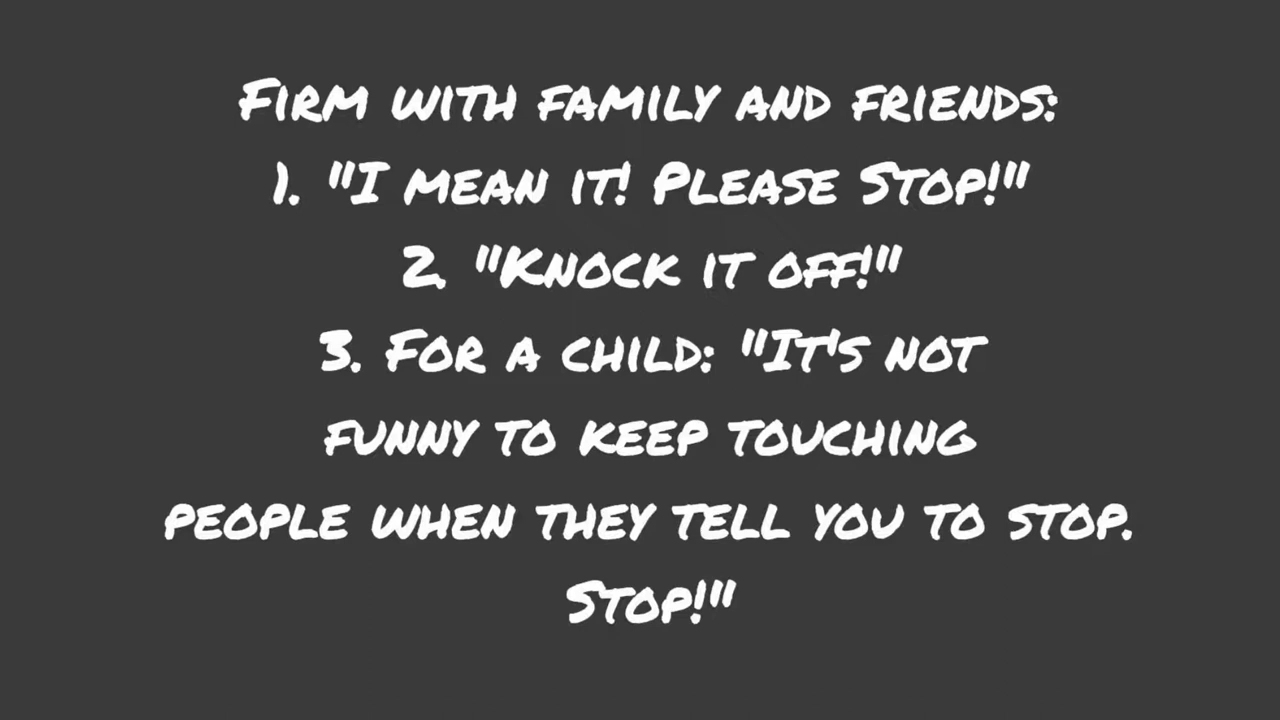 Firm with family and friends:
1. "I mean it! Please Stop!"
2. "Knock it off!"
3. For a child: "It's not
funny to keep touching
people when they tell you to stop.
Stop!"